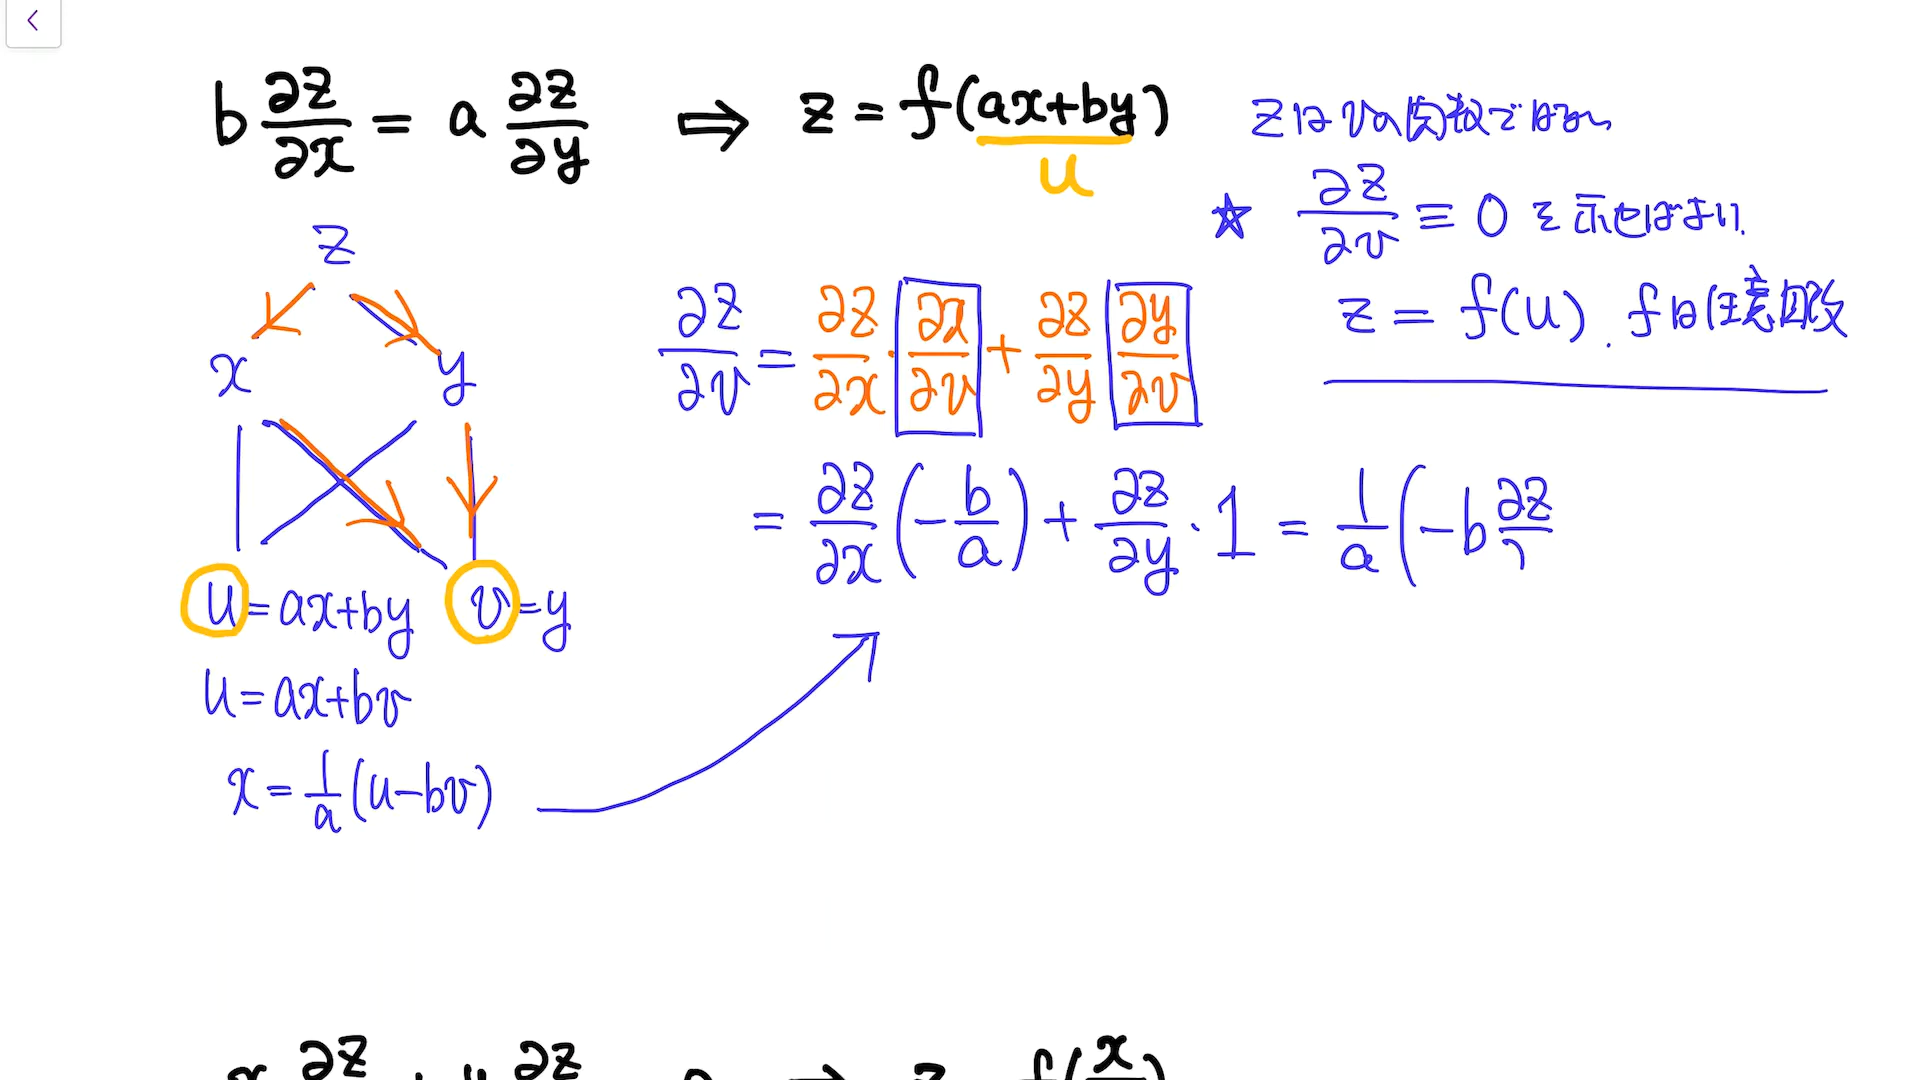 b ∂z/∂x = a ∂z/∂y ⇒ z = f(ax+by)
u
zはvの関数ではない
☆ ∂z/∂v ≡ 0 を示せばよい.
z = f(u). fは任意関数
z
x y
u=ax+by v=y
u=ax+bv
x=1/a(u-bv)
∂z/∂v = ∂z/∂x · ∂x/∂v + ∂z/∂y ∂y/∂v
= ∂z/∂x (-b/a) + ∂z/∂y · 1 = 1/a (-b ∂z/
∂z ∂z ⇒ f(x